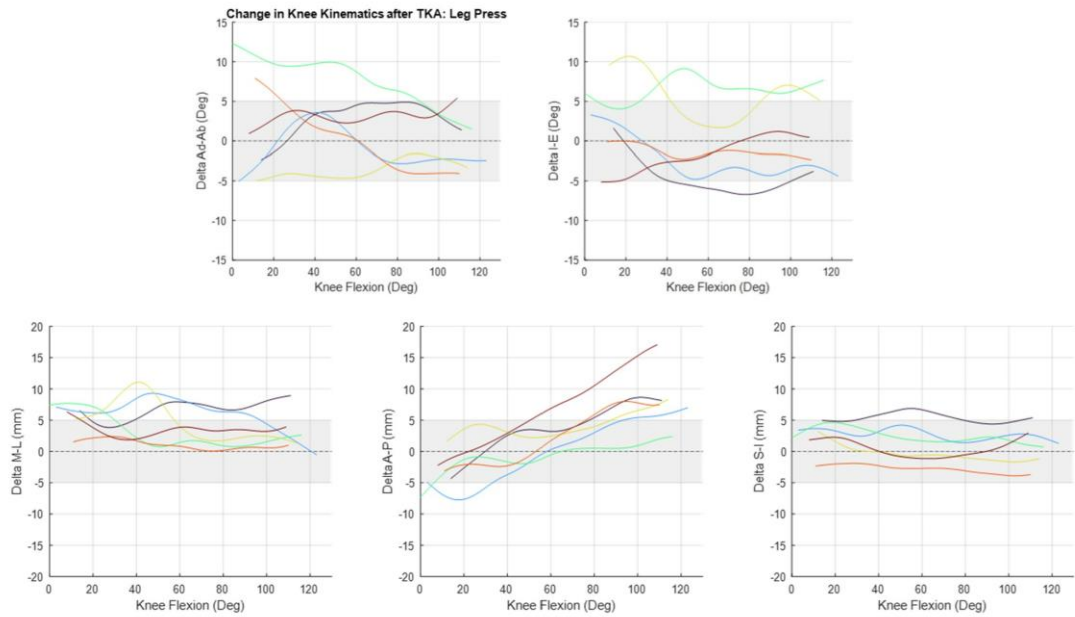 Change in Knee Kinematics after TKA: Leg Press
15
10
5
0
-5
-10
-15
Delta Ad-Ab (Deg)
0 20 40 60 80 100 120
Knee Flexion (Deg)
15
10
5
0
-5
-10
-15
Delta I-E (Deg)
0 20 40 60 80 100 120
Knee Flexion (Deg)
20
15
10
5
0
-5
-10
-15
-20
Delta M-L (mm)
0 20 40 60 80 100 120
Knee Flexion (Deg)
20
15
10
5
0
-5
-10
-15
-20
DeltaA-P (mm)
0 20 40 60 80 100 120
Knee Flexion (Deg)
20
15
10
5
0
-5
-10
-15
-20
Delta S-I (mm)
0 20 40 60 80 100 120
Knee Flexion (Deg)